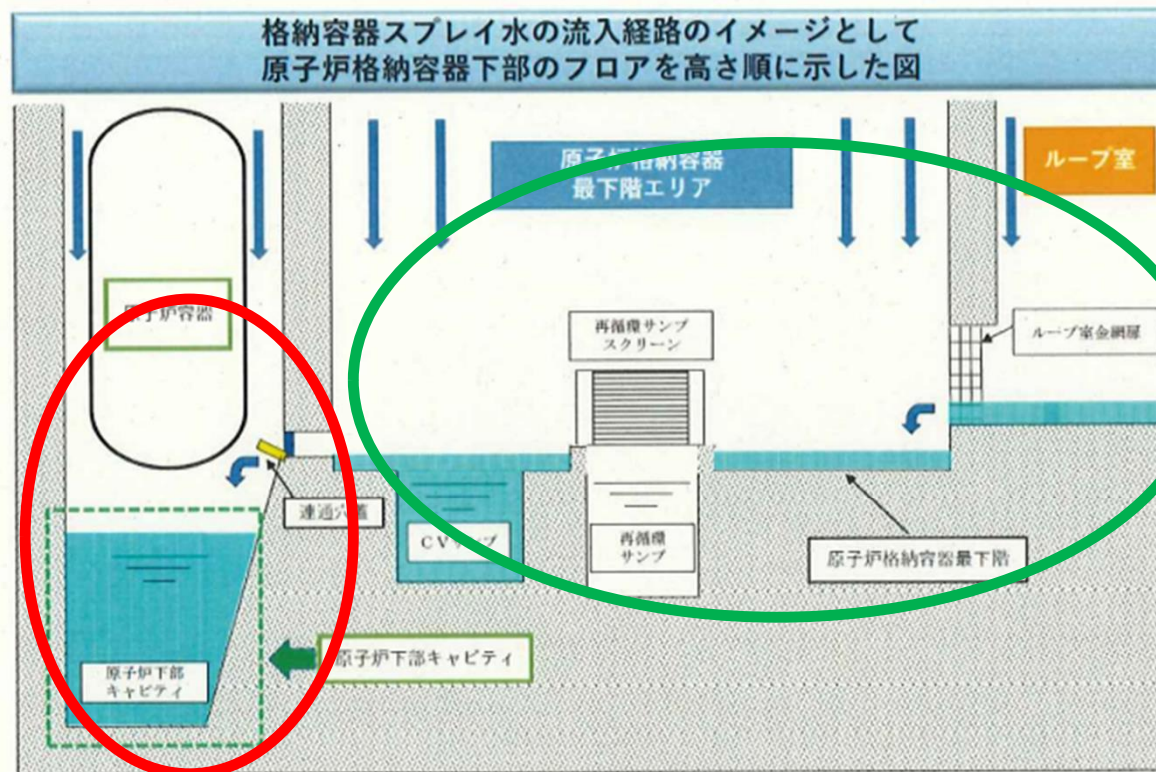 格納容器スプレイ水の流入経路のイメージとして
原子炉格納容器下部のフロアを高さ順に示した図
原子炉格納容器
最下階エリア
ループ室
原子炉容器
再循環サンプ
スクリーン
ループ室金網扉
連通穴蓋
CVサンプ
再循環
サンプ
原子炉格納容器最下階
原子炉下部キャビティ
原子炉下部
キャビティ